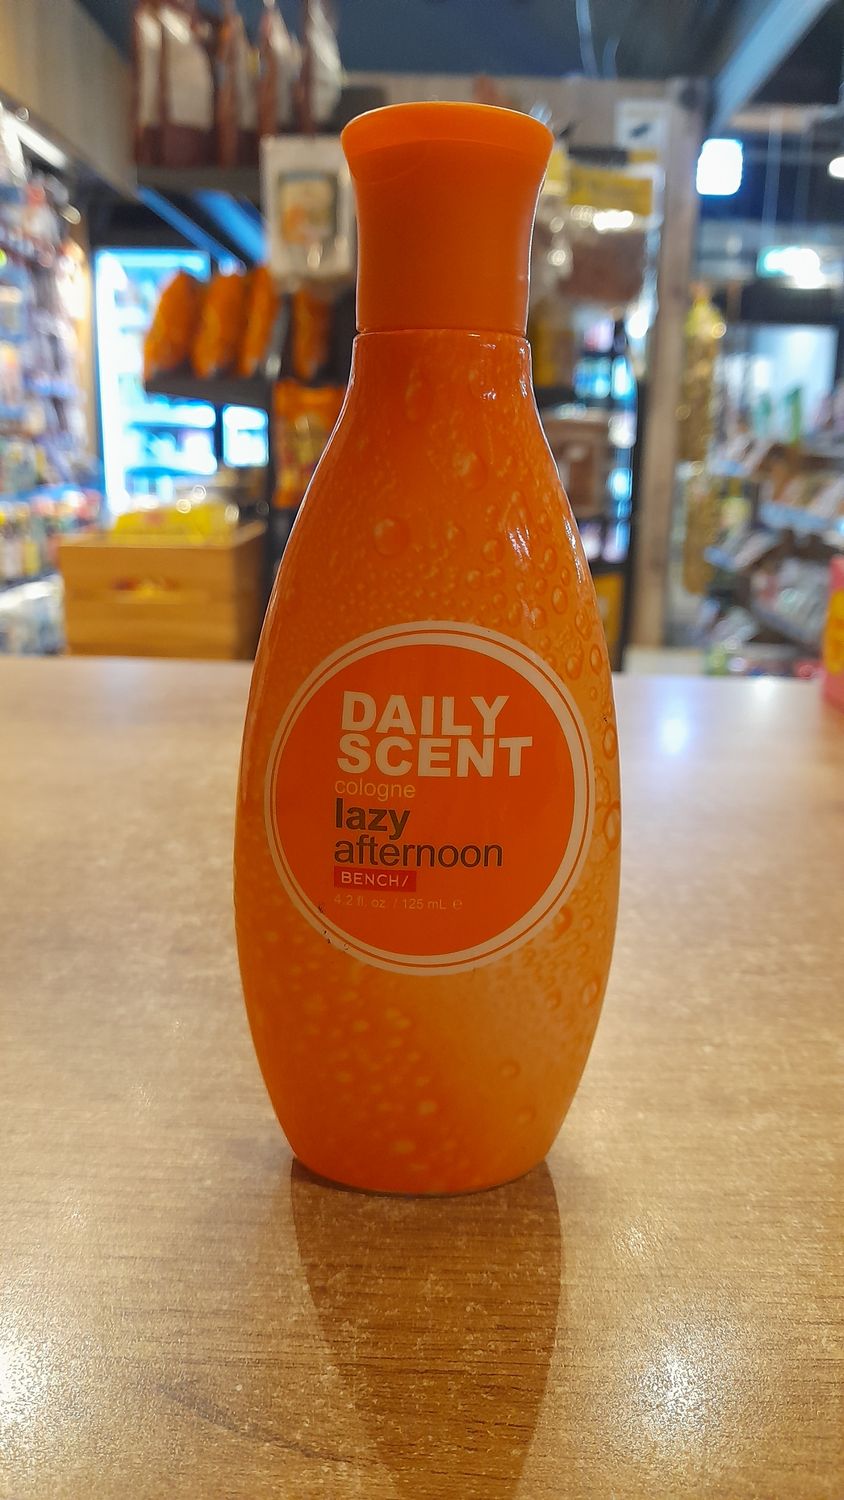 DAILY
SCENT
cologne
lazy
afternoon
BENCH/
4.2 fl. oz. / 125 mL ℮